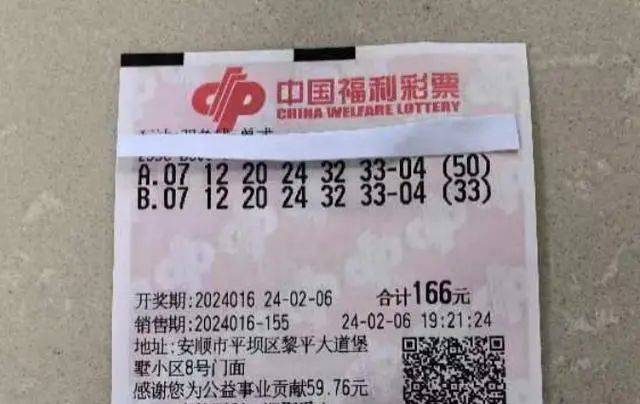 中国福利彩票
CHINA WELFARE LOTTERY
A.07 12 20 24 32 33-04 (50)
B.07 12 20 24 32 33-04 (33)
开奖期:2024016 24-02-06 合计166元
销售期:2024016-155 24-02-06 19:21:24
地址:安顺市平坝区黎平大道堡
墅小区8号门面
感谢您为公益事业贡献59.76元